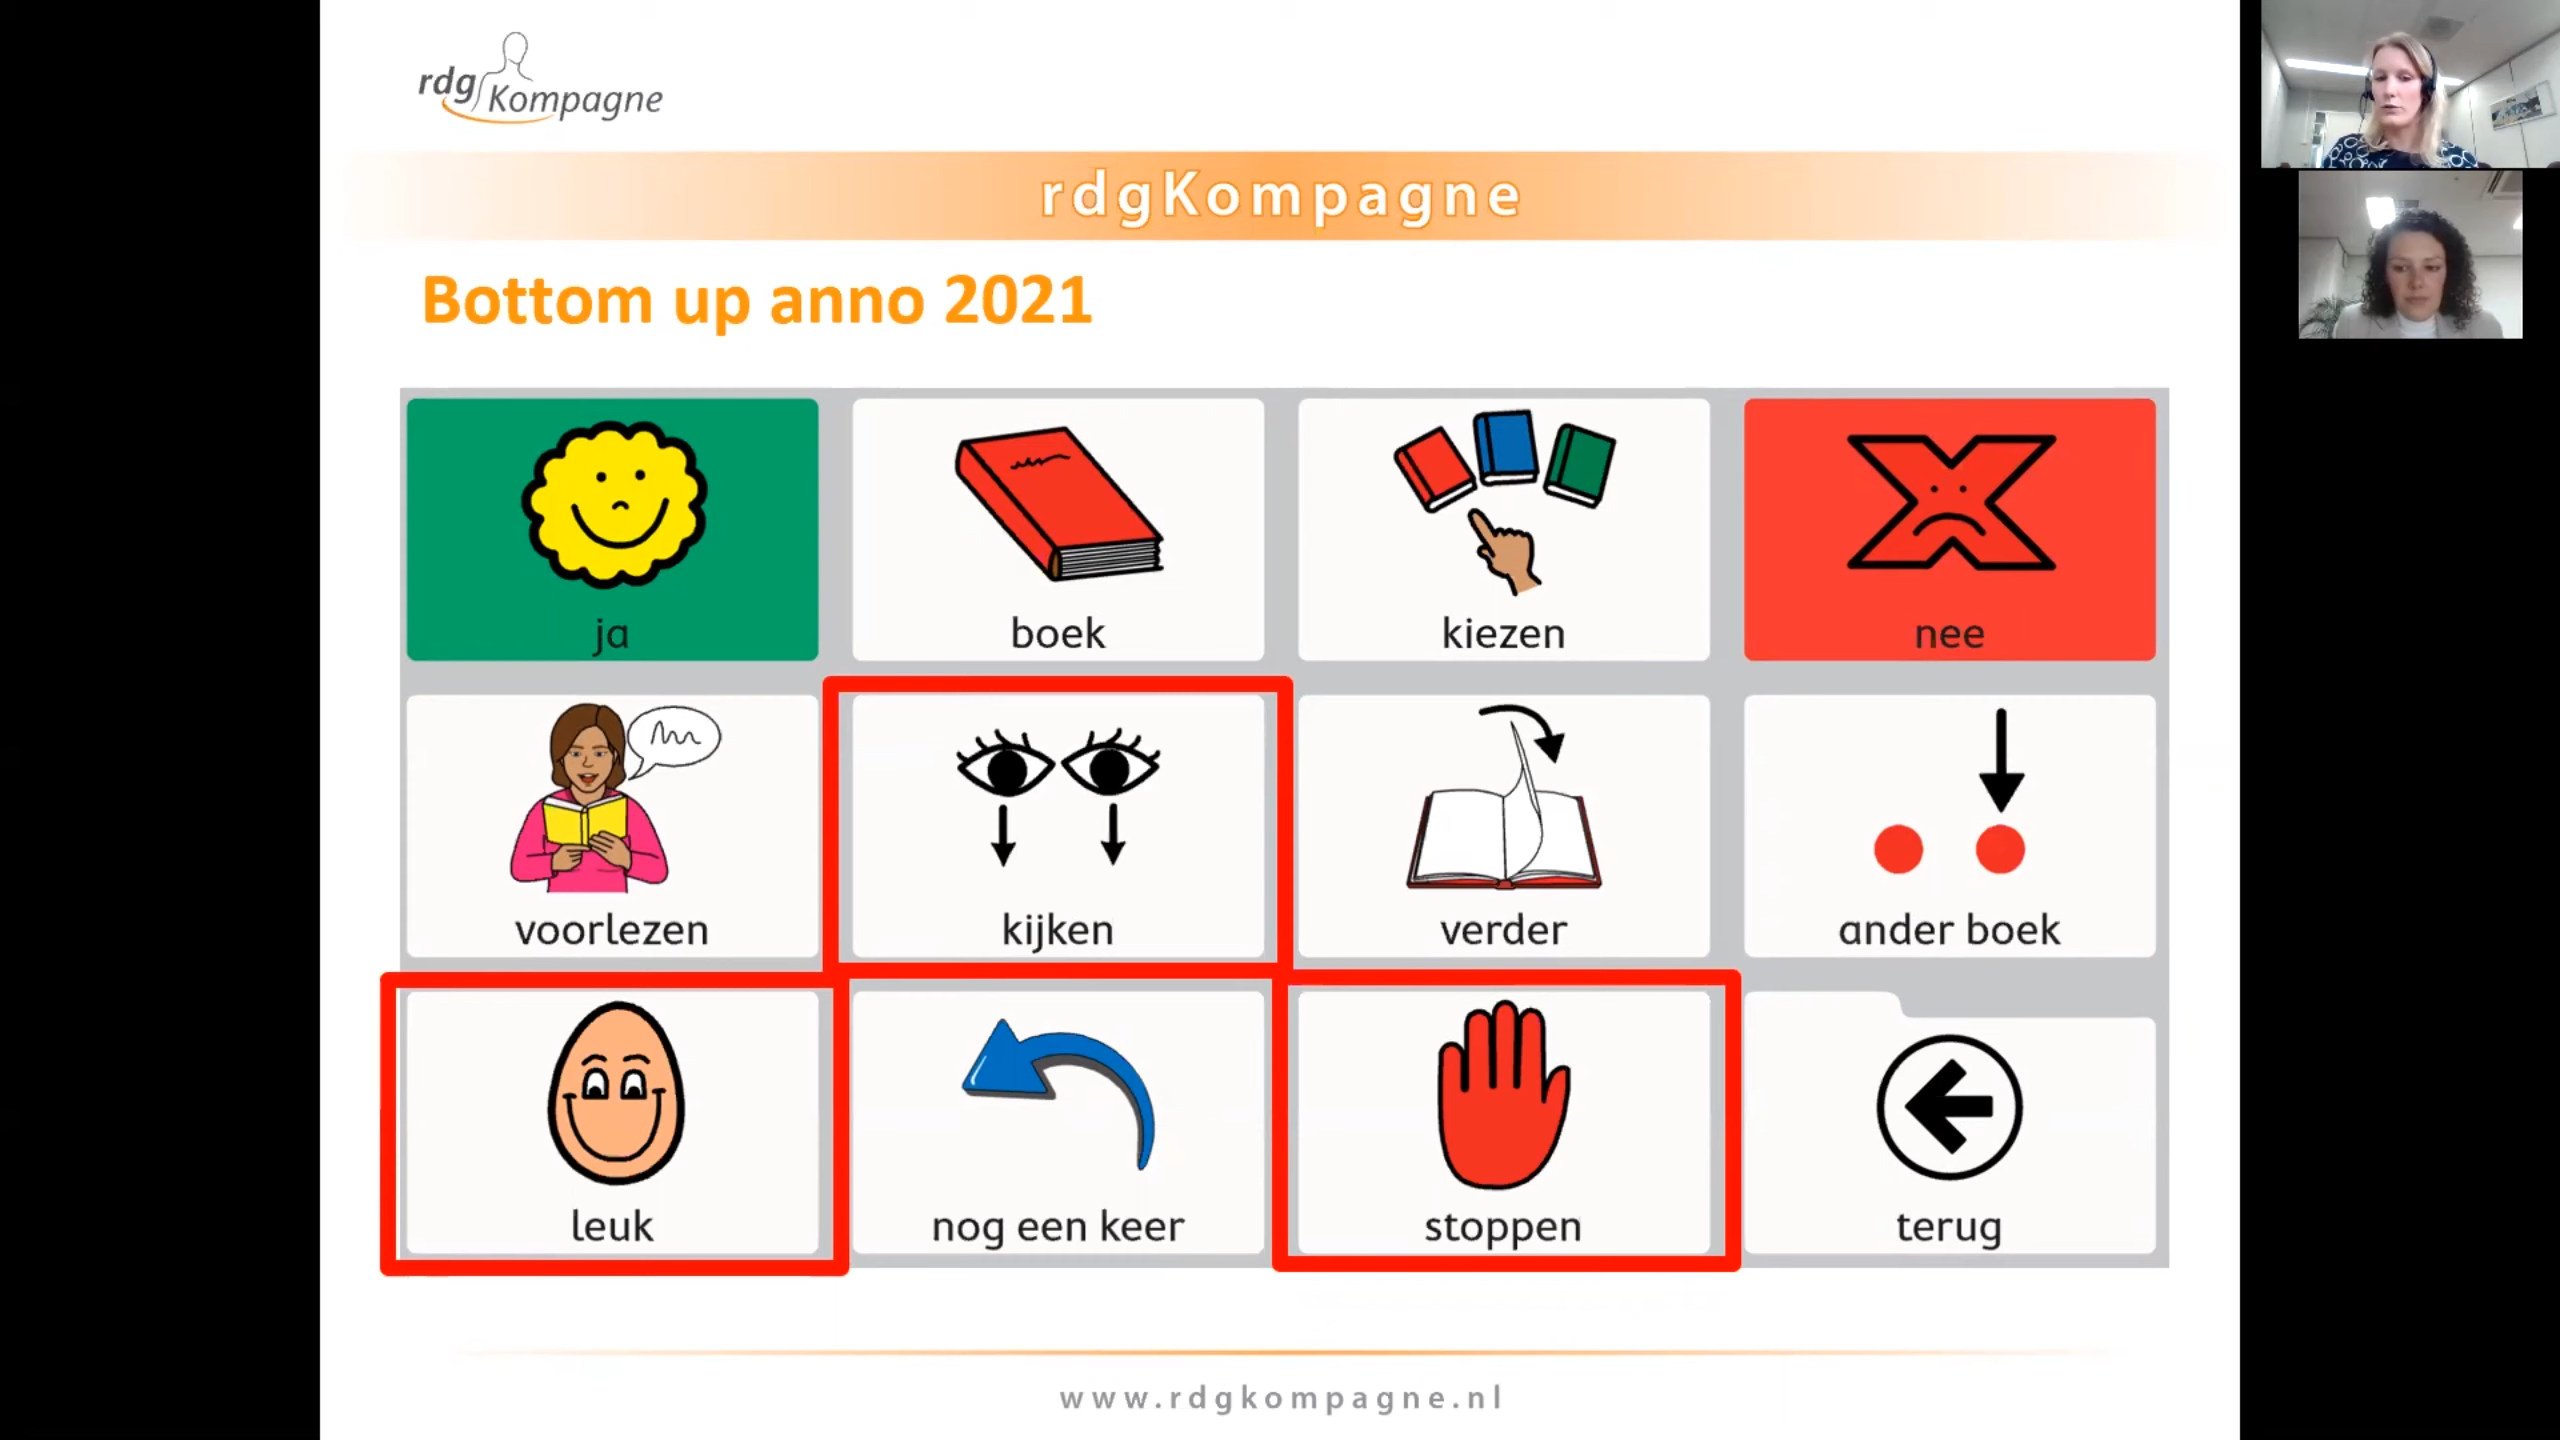 rdg Kompagne
rdgKompagne
Bottom up anno 2021
ja
boek
kiezen
nee
voorlezen
kijken
verder
ander boek
leuk
nog een keer
stoppen
terug
www.rdgkompagne.nl